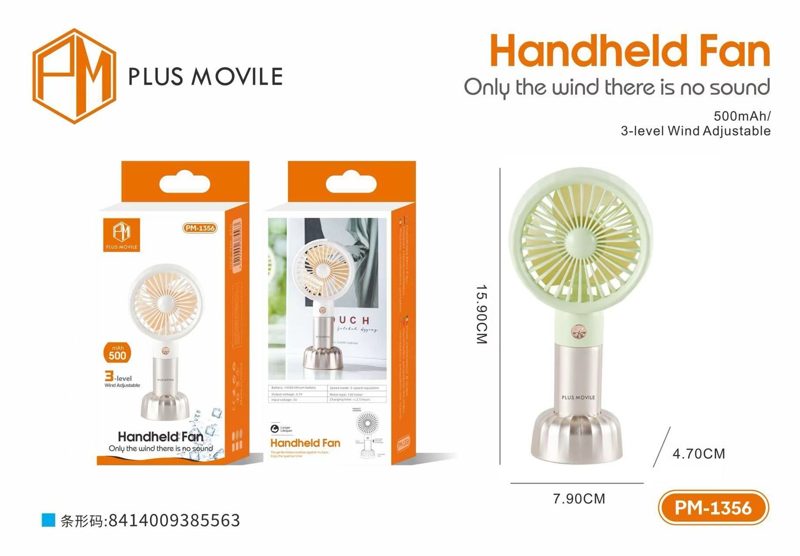 PM
PLUS MOVILE
Handheld Fan
Only the wind there is no sound
500mAh/
3-level Wind Adjustable
PM
PLUS MOVILE
PM-1356
mAh
500
3-level
Wind Adjustable
Handheld Fan
Only the wind there is no sound
OUCH
Handheld Fan
15.90CM
PLUS MOVILE
4.70CM
7.90CM
PM-1356
条形码:8414009385563